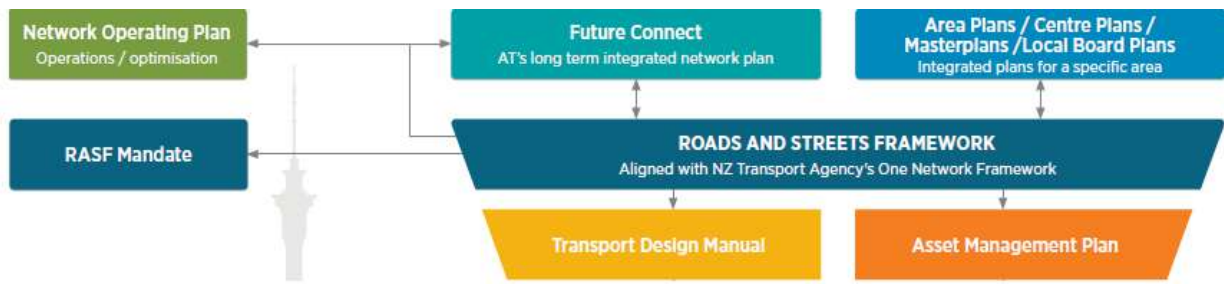 Network Operating Plan
Operations / optimisation
Future Connect
AT's long term integrated network plan
Area Plans / Centre Plans /
Masterplans /Local Board Plans
Integrated plans for a specific area
RASF Mandate
ROADS AND STREETS FRAMEWORK
Aligned with NZ Transport Agency's One Network Framework
Transport Design Manual
Asset Management Plan